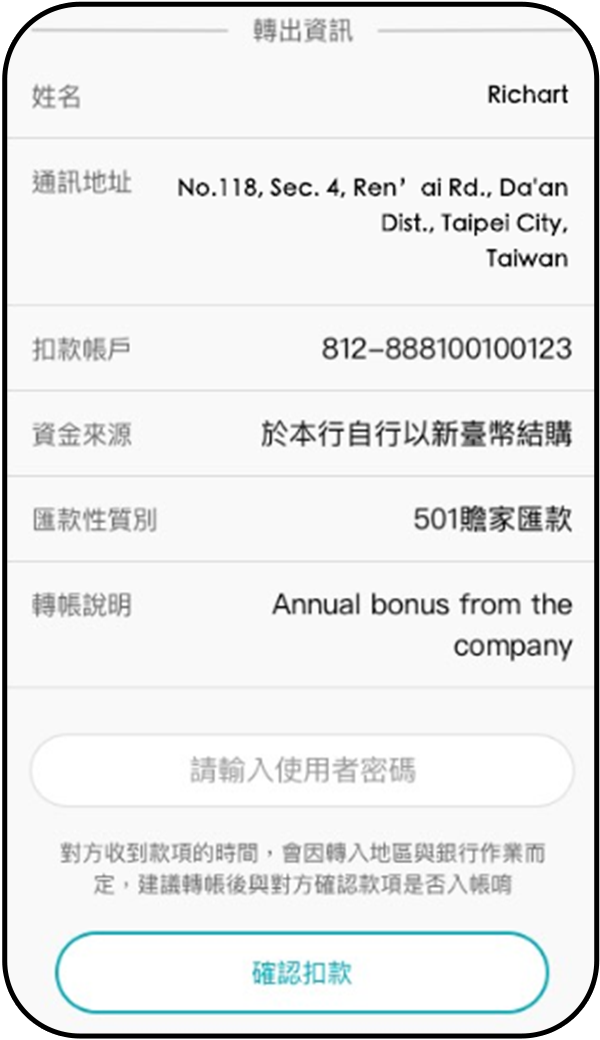 轉出資訊
姓名 Richart
通訊地址 No.118, Sec. 4, Ren’ ai Rd., Da'an
Dist., Taipei City,
Taiwan
扣款帳戶 812–888100100123
資金來源 於本行自行以新臺幣結購
匯款性質別 501贍家匯款
轉帳說明 Annual bonus from the
company
請輸入使用者密碼
對方收到款項的時間，會因轉入地區與銀行作業而
定，建議轉帳後與對方確認款項是否入帳唷
確認扣款